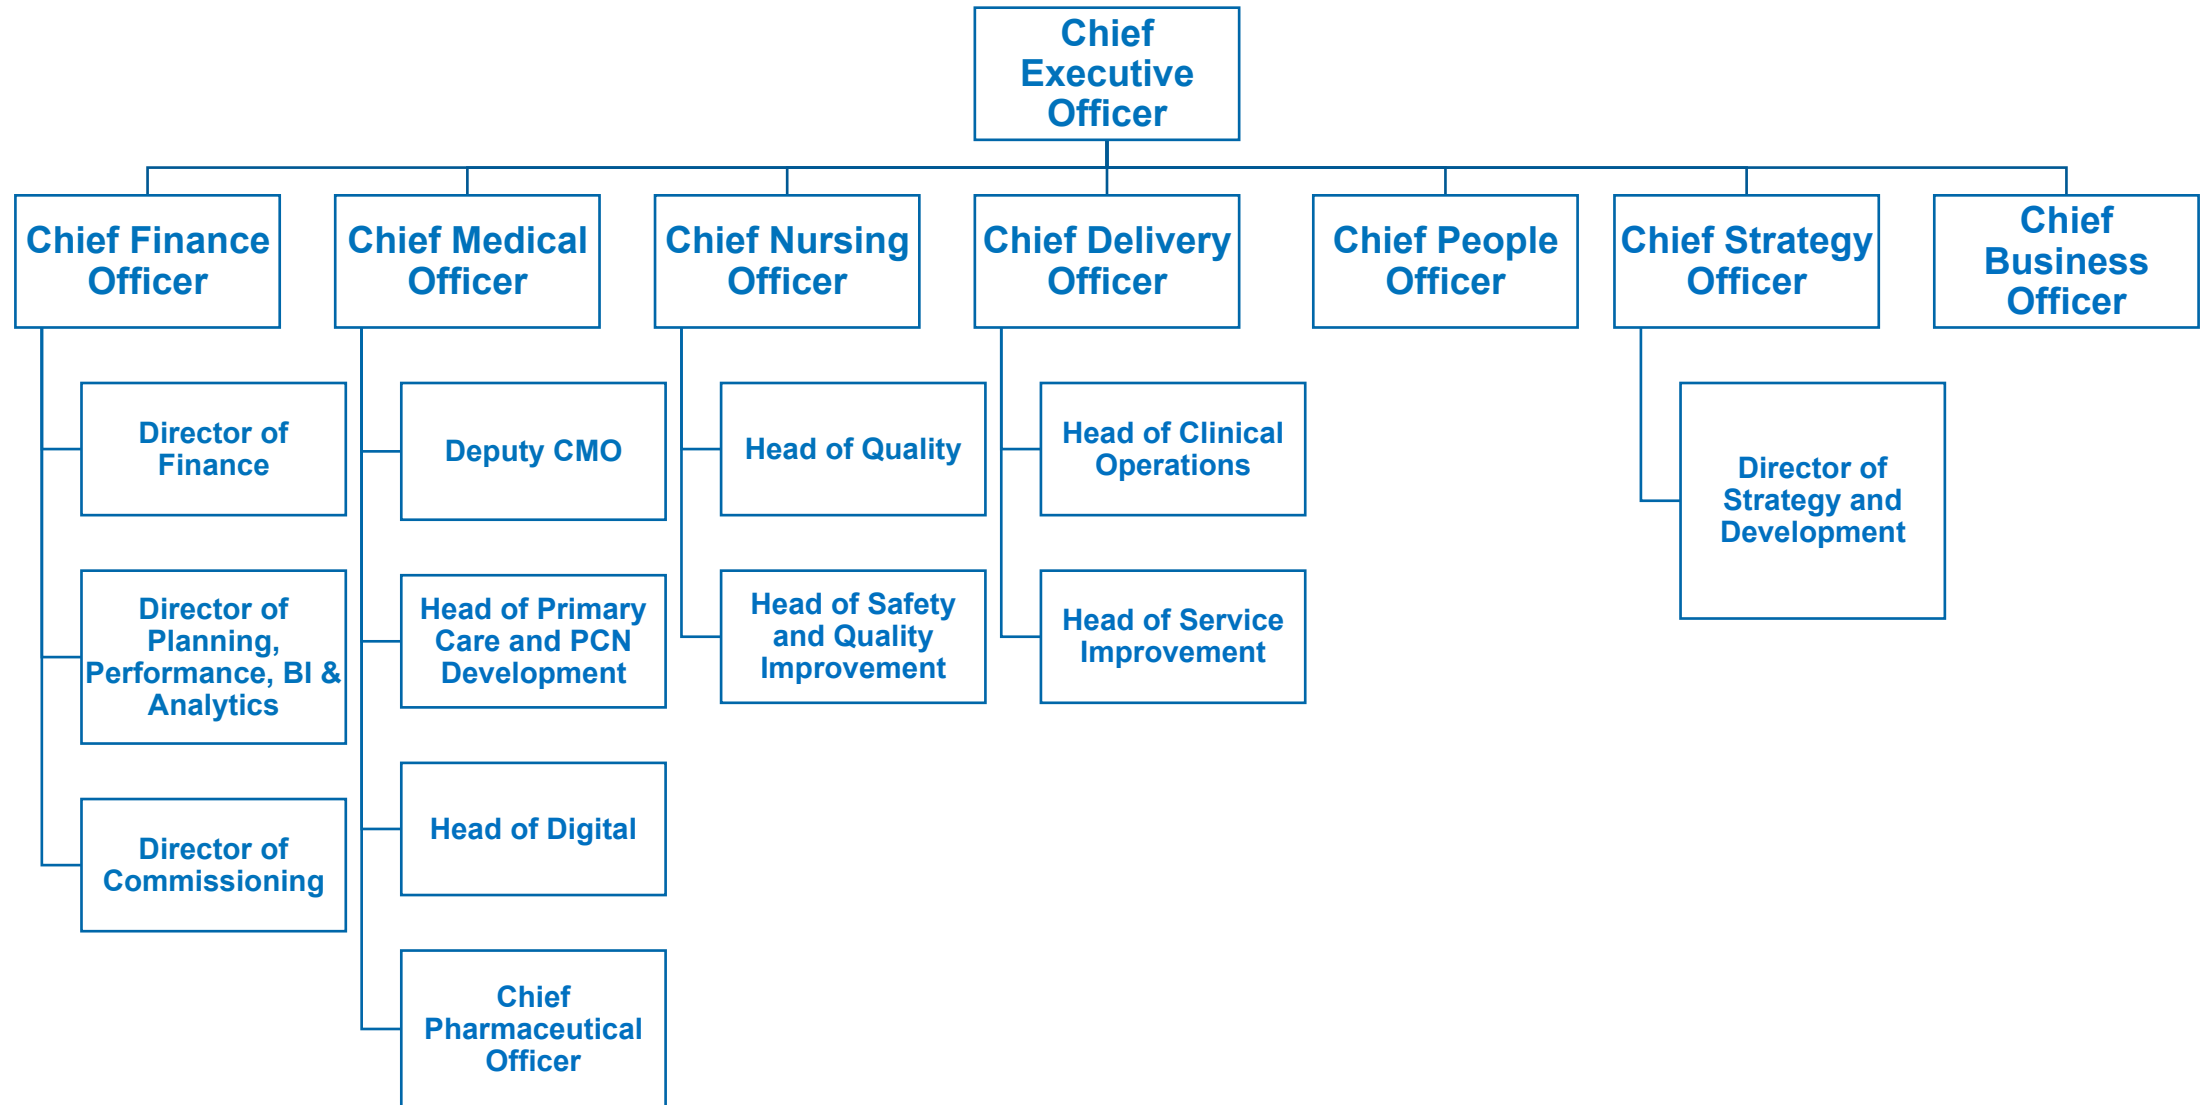 Chief
Executive
Officer
Chief Finance
Officer
Chief Medical
Officer
Chief Nursing
Officer
Chief Delivery
Officer
Chief People
Officer
Chief Strategy
Officer
Chief
Business
Officer
Director of
Finance
Director of
Planning,
Performance, BI &
Analytics
Director of
Commissioning
Deputy CMO
Head of Primary
Care and PCN
Development
Head of Digital
Chief
Pharmaceutical
Officer
Head of Quality
Head of Safety
and Quality
Improvement
Head of Clinical
Operations
Head of Service
Improvement
Director of
Strategy and
Development